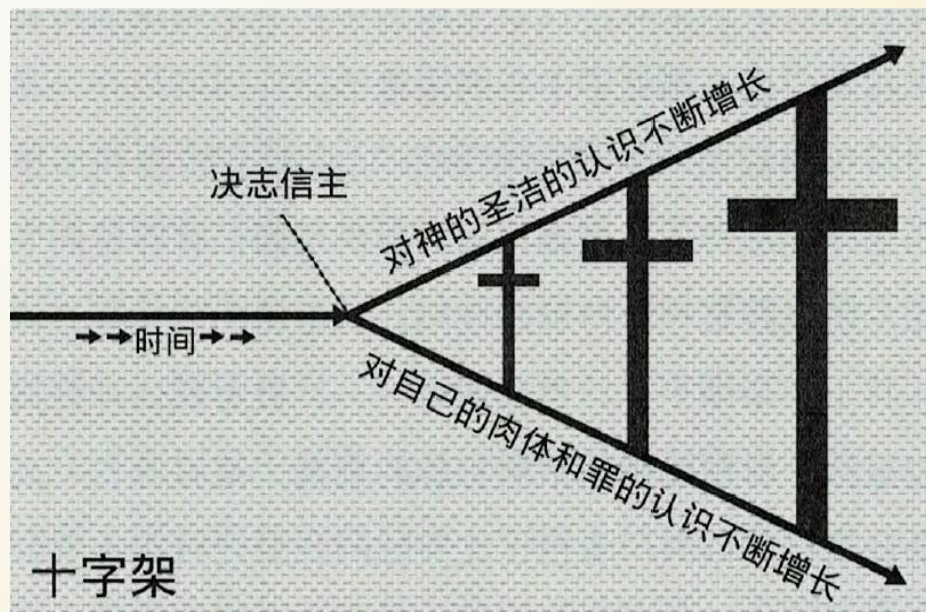 对神的圣洁的认识不断增长
决志信主
→→时间→→
对自己的肉体和罪的认识不断增长
十字架